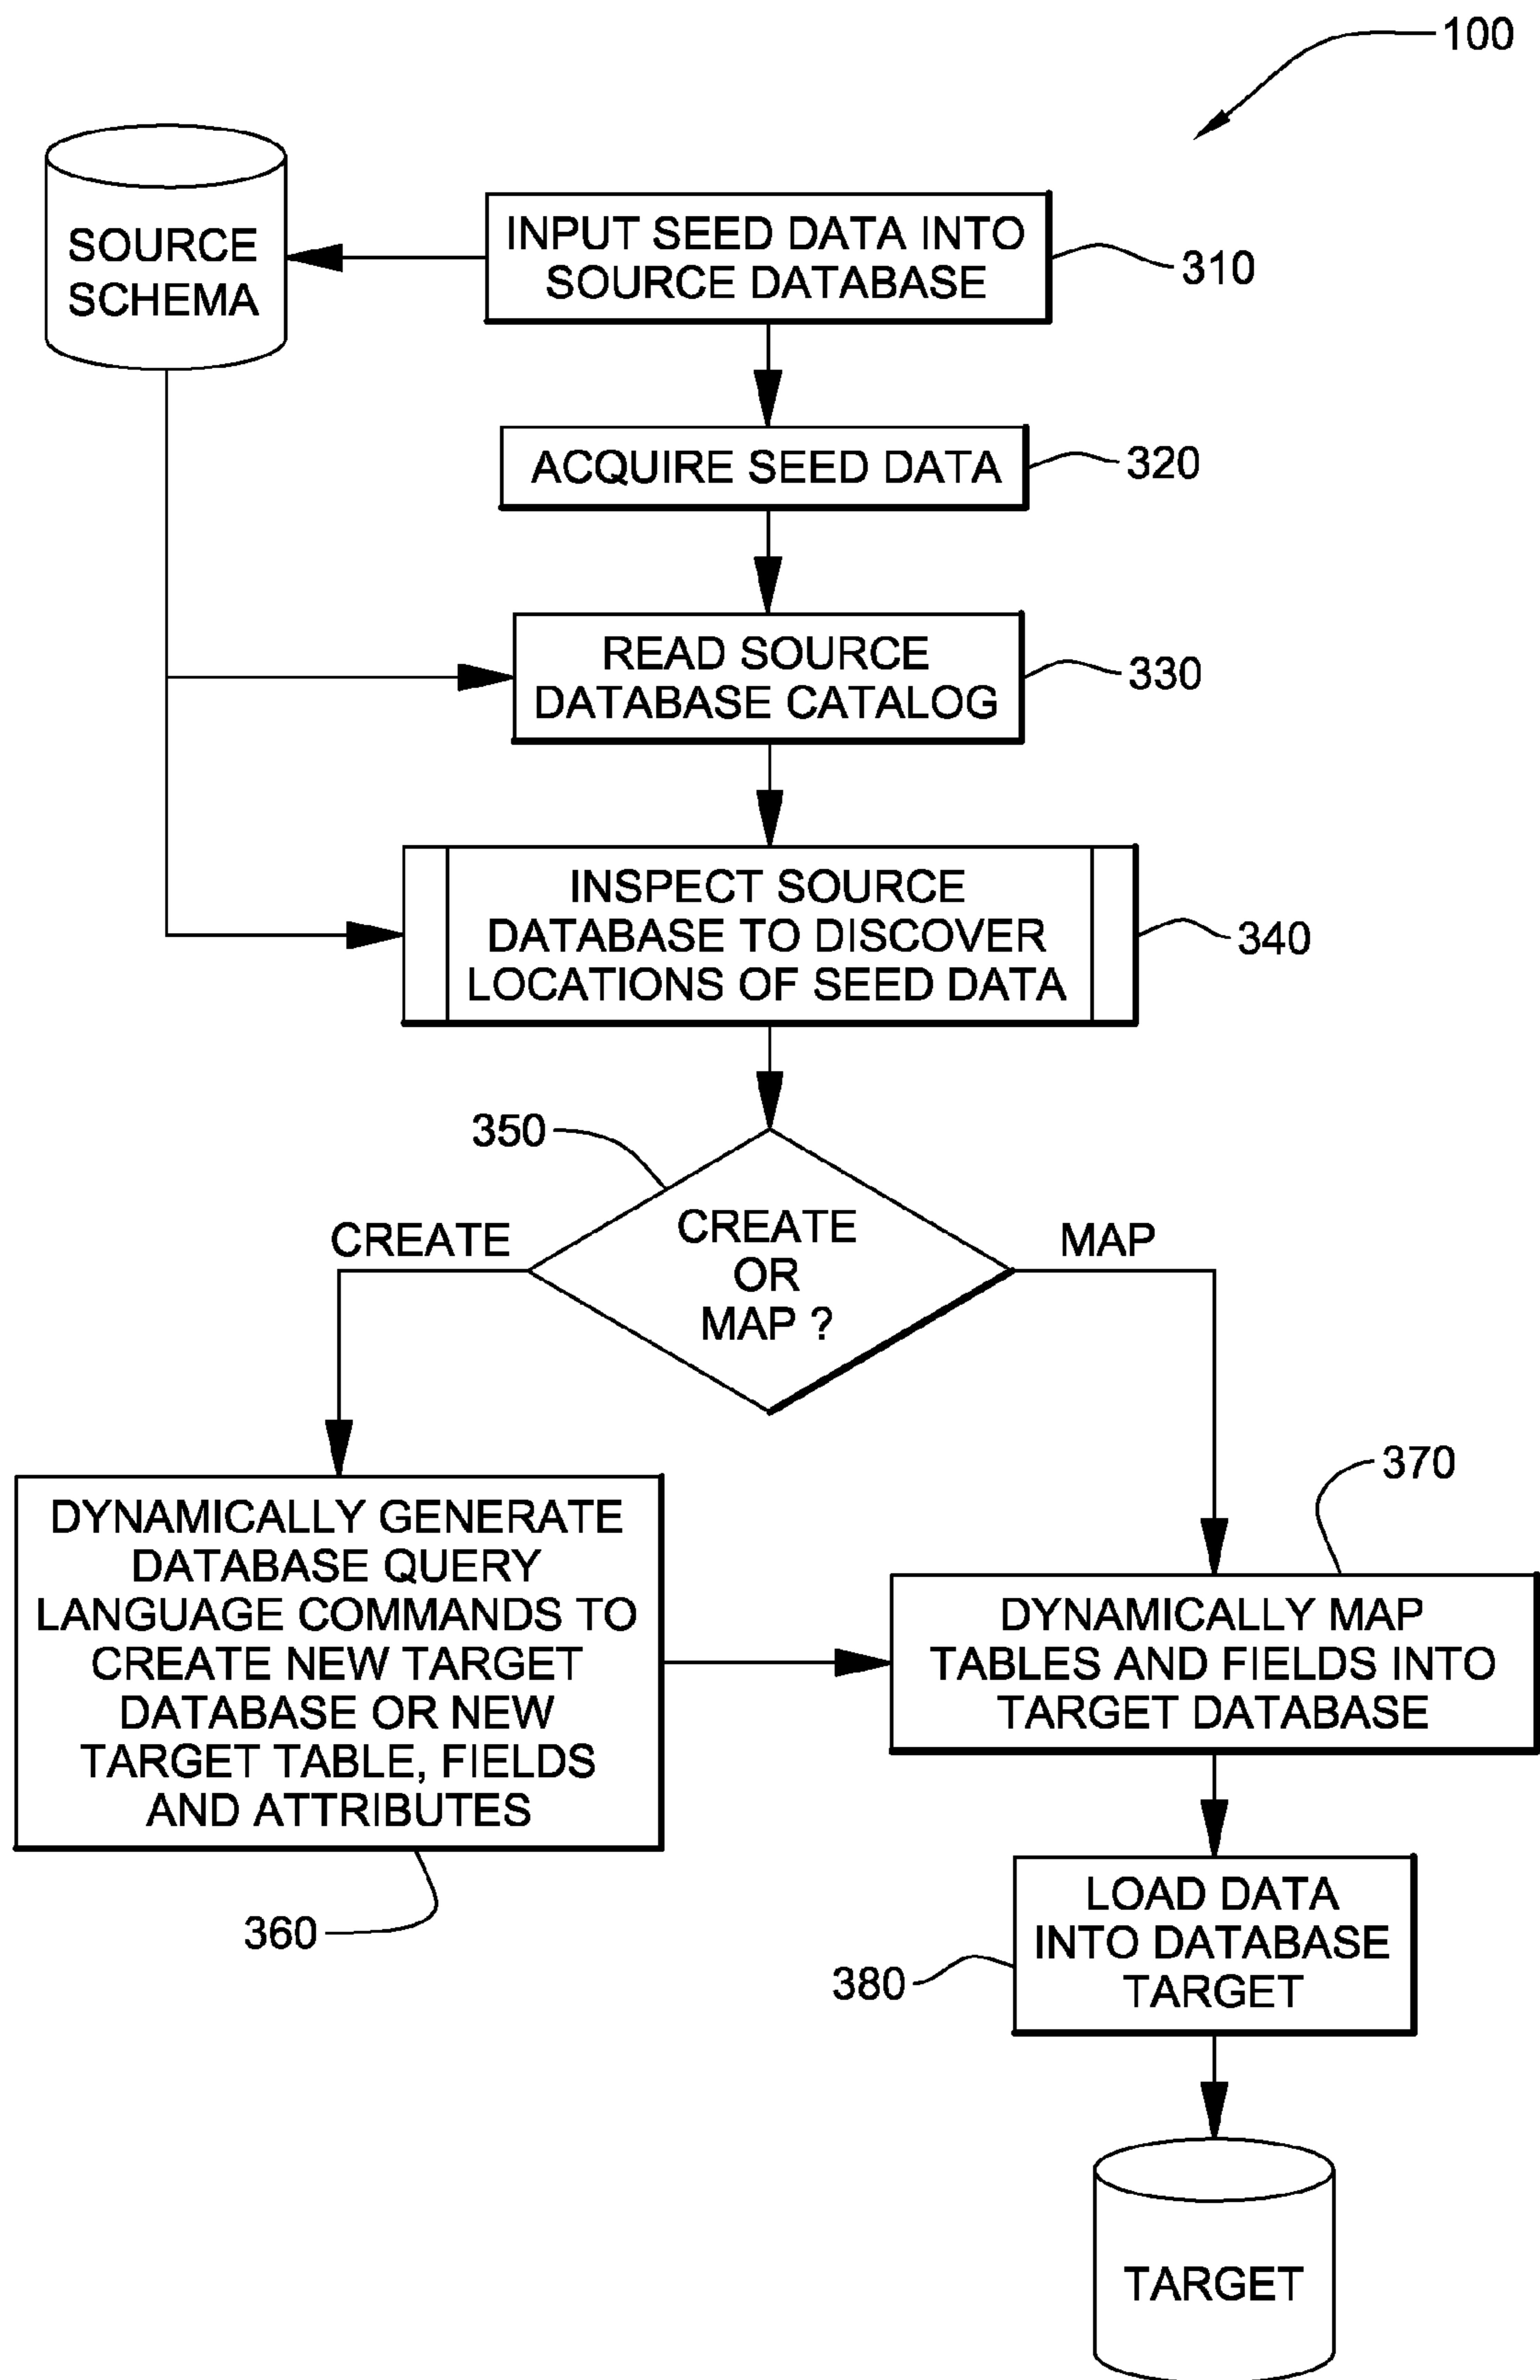 100
SOURCE
SCHEMA
INPUT SEED DATA INTO
SOURCE DATABASE
310
ACQUIRE SEED DATA
320
READ SOURCE
DATABASE CATALOG
330
INSPECT SOURCE
DATABASE TO DISCOVER
LOCATIONS OF SEED DATA
340
350
CREATE
OR
MAP ?
CREATE
MAP
DYNAMICALLY GENERATE
DATABASE QUERY
LANGUAGE COMMANDS TO
CREATE NEW TARGET
DATABASE OR NEW
TARGET TABLE, FIELDS
AND ATTRIBUTES
360
370
DYNAMICALLY MAP
TABLES AND FIELDS INTO
TARGET DATABASE
LOAD DATA
INTO DATABASE
TARGET
380
TARGET